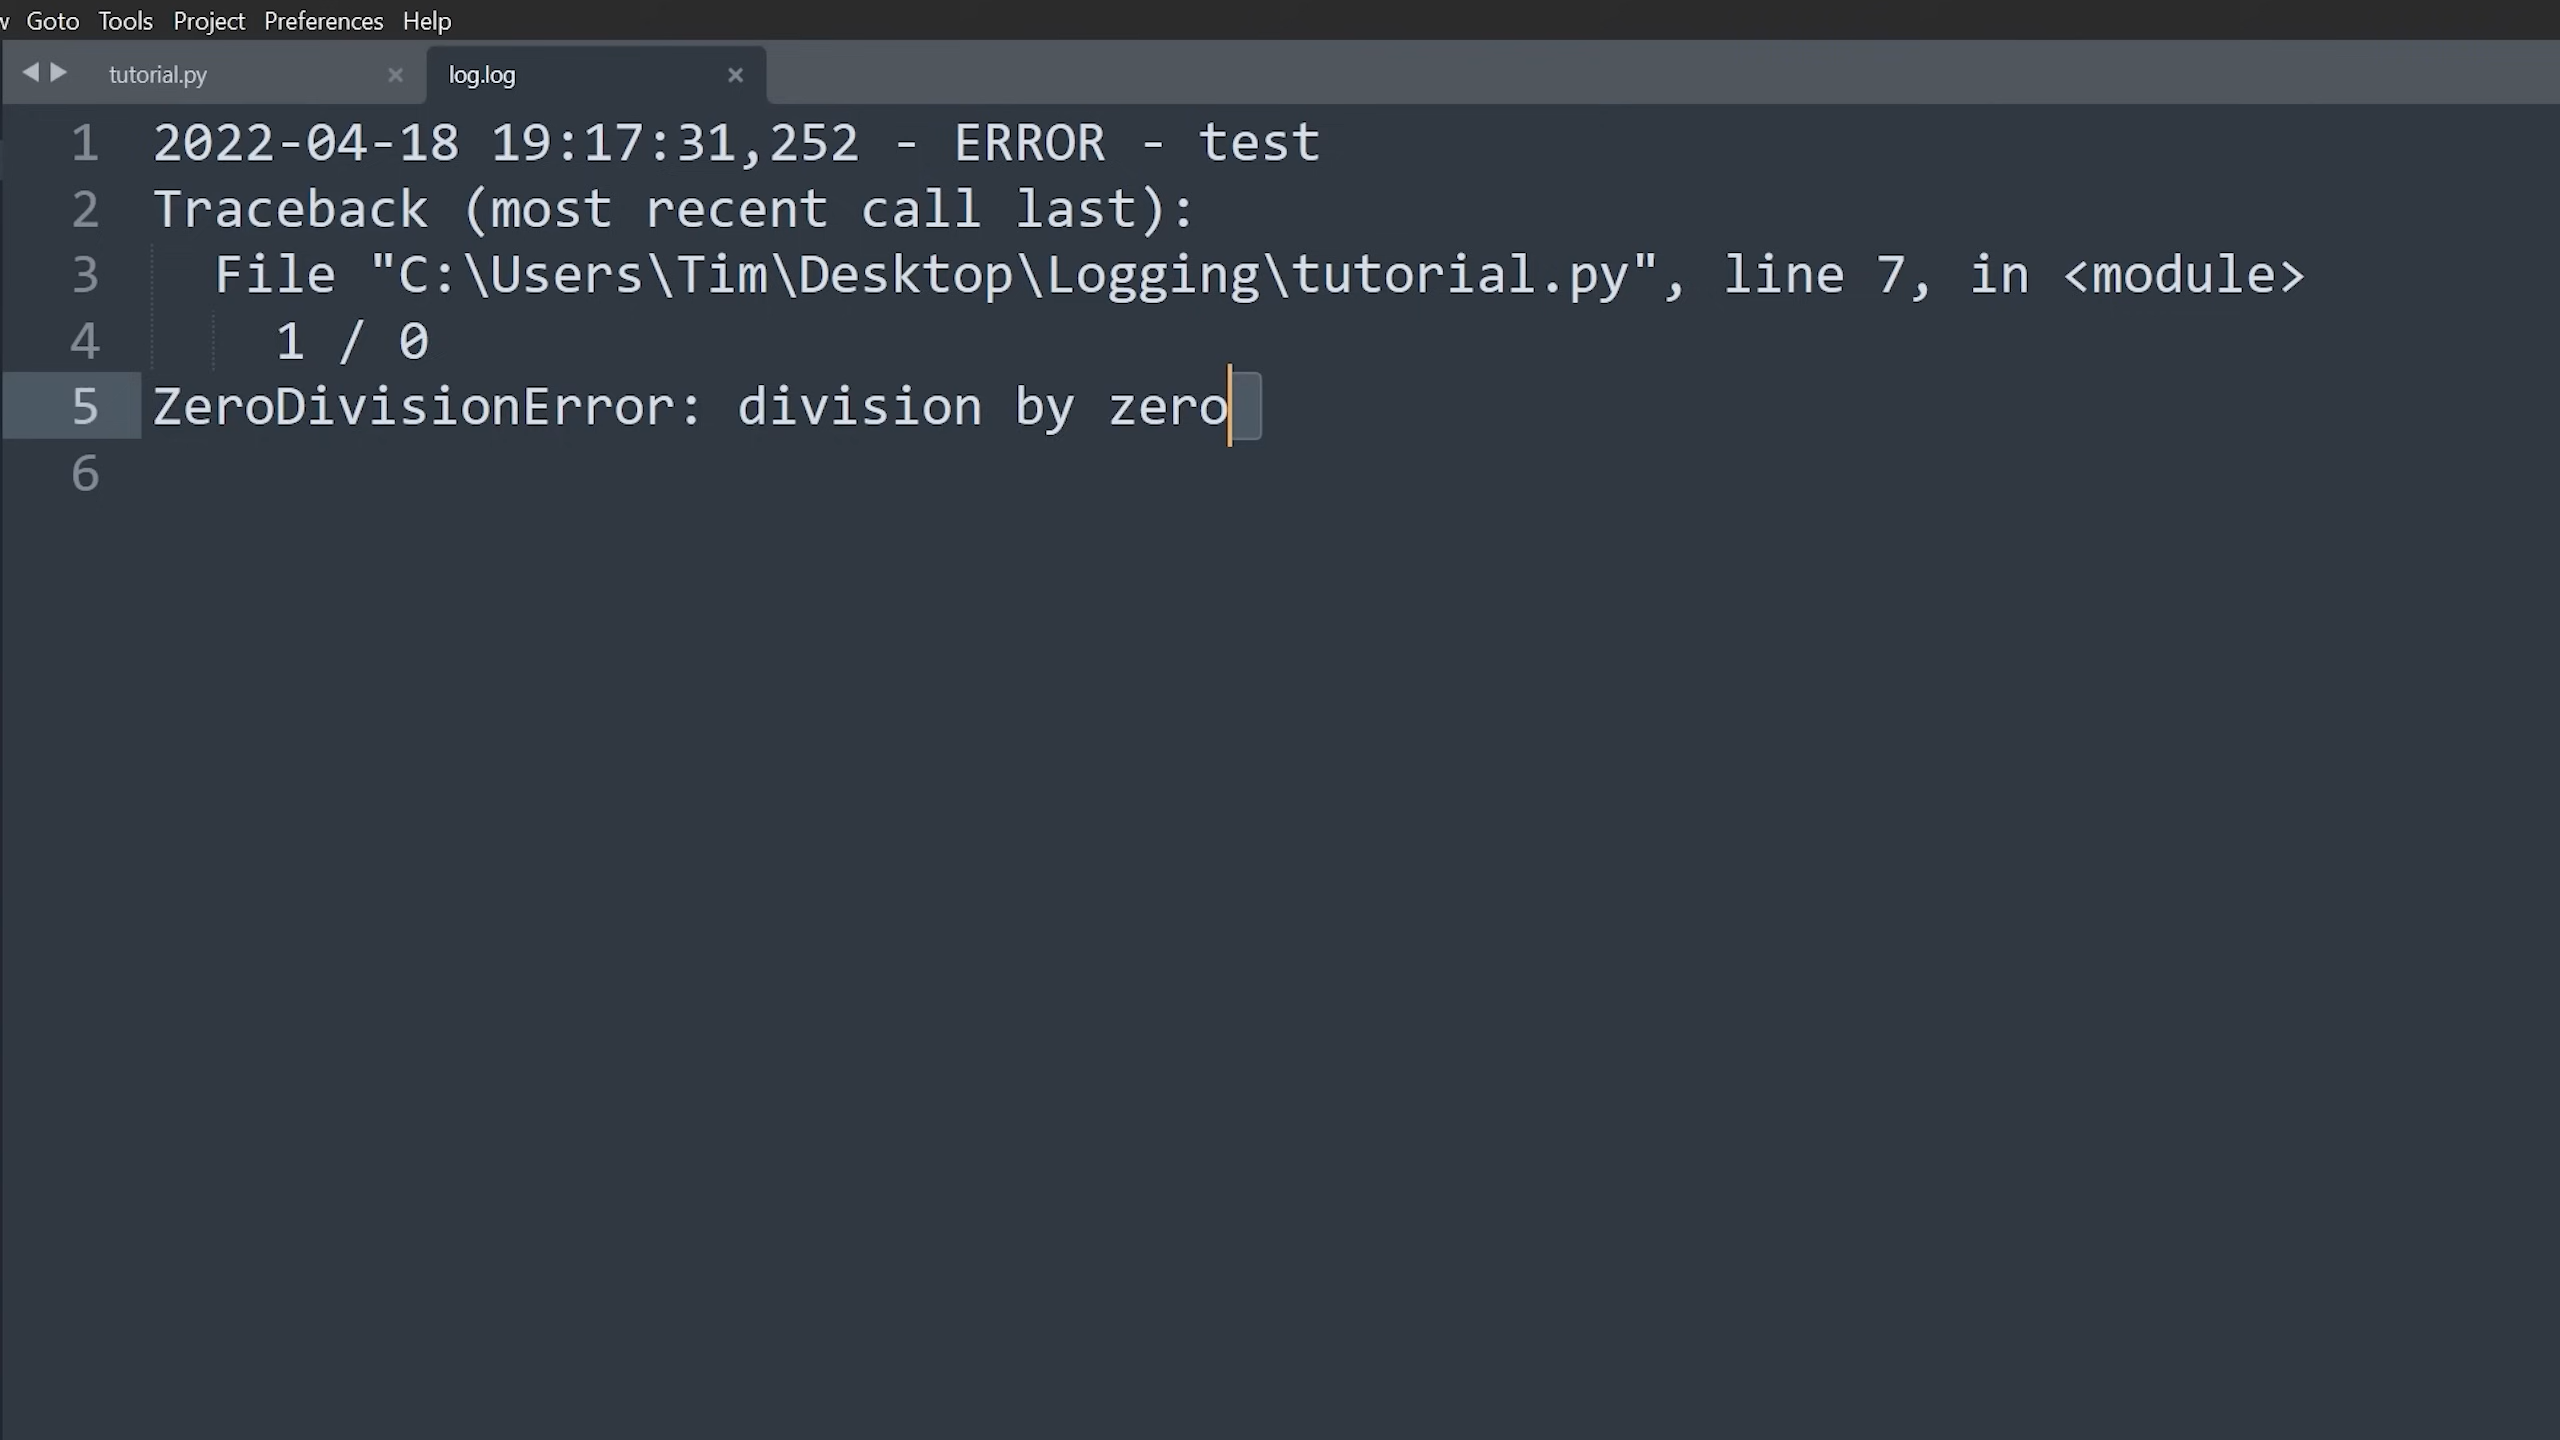 Goto Tools Project Preferences Help
tutorial.py × log.log ×
1 2022-04-18 19:17:31,252 - ERROR - test
2 Traceback (most recent call last):
3 File "C:\Users\Tim\Desktop\Logging\tutorial.py", line 7, in <module>
4 1 / 0
5 ZeroDivisionError: division by zero
6